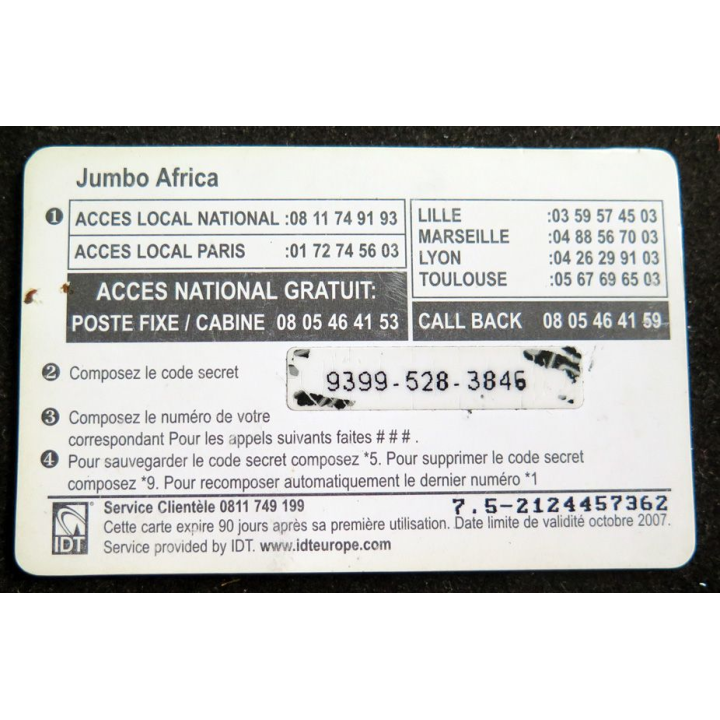 Jumbo Africa
❶ ACCES LOCAL NATIONAL :08 11 74 91 93
ACCES LOCAL PARIS :01 72 74 56 03
LILLE :03 59 57 45 03
MARSEILLE :04 88 56 70 03
LYON :04 26 29 91 03
TOULOUSE :05 67 69 65 03
ACCES NATIONAL GRATUIT:
POSTE FIXE / CABINE 08 05 46 41 53
CALL BACK 08 05 46 41 59
❷ Composez le code secret
9399-528-3846
❸ Composez le numéro de votre
correspondant Pour les appels suivants faites # # # .
❹ Pour sauvegarder le code secret composez *5. Pour supprimer le code secret
composez *9. Pour recomposer automatiquement le dernier numéro *1
Service Clientèle 0811 749 199
7.5-2124457362
Cette carte expire 90 jours après sa première utilisation. Date limite de validité octobre 2007.
IDT Service provided by IDT. www.idteurope.com